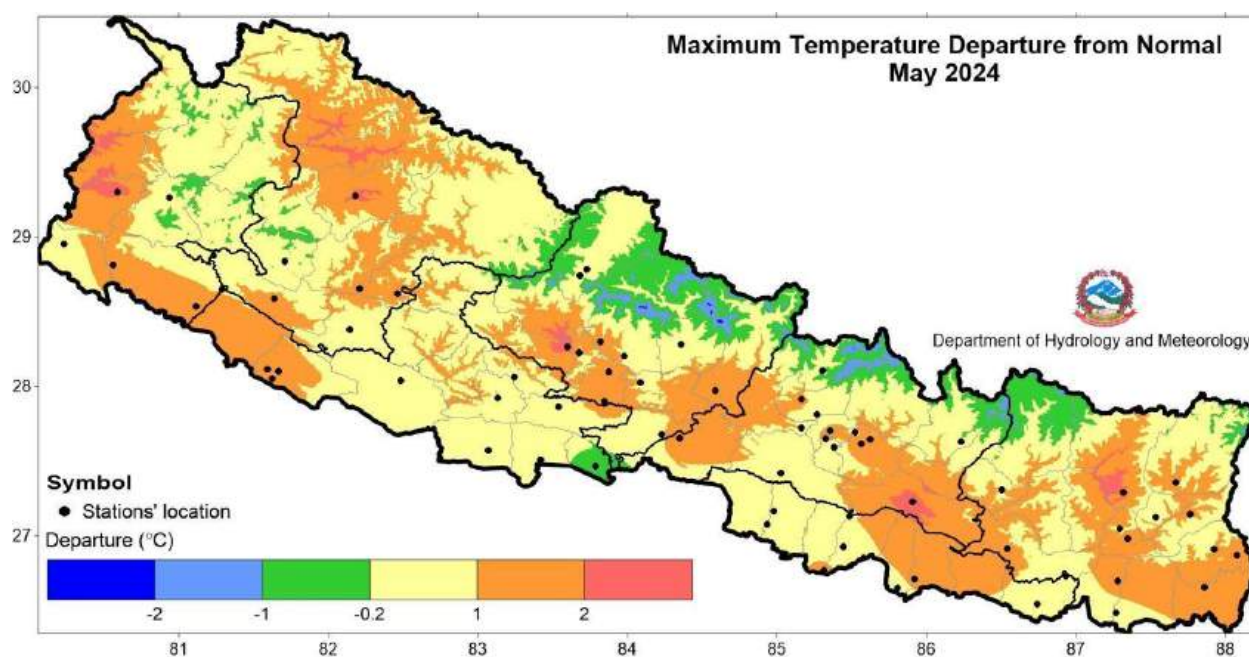 Maximum Temperature Departure from Normal
May 2024
30
29
28
27
Department of Hydrology and Meteorology
Symbol
Stations' location
Departure (°C)
-2 -1 -0.2 1 2
81 82 83 84 85 86 87 88